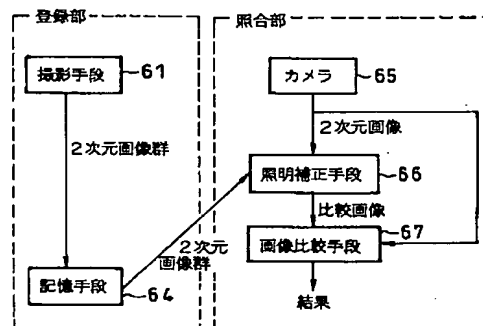 登録部
撮影手段
61
2次元画像群
記憶手段
64
2次元
画像群
照合部
カメラ
65
2次元画像
照明補正手段
66
比較画像
画像比較手段
67
結果